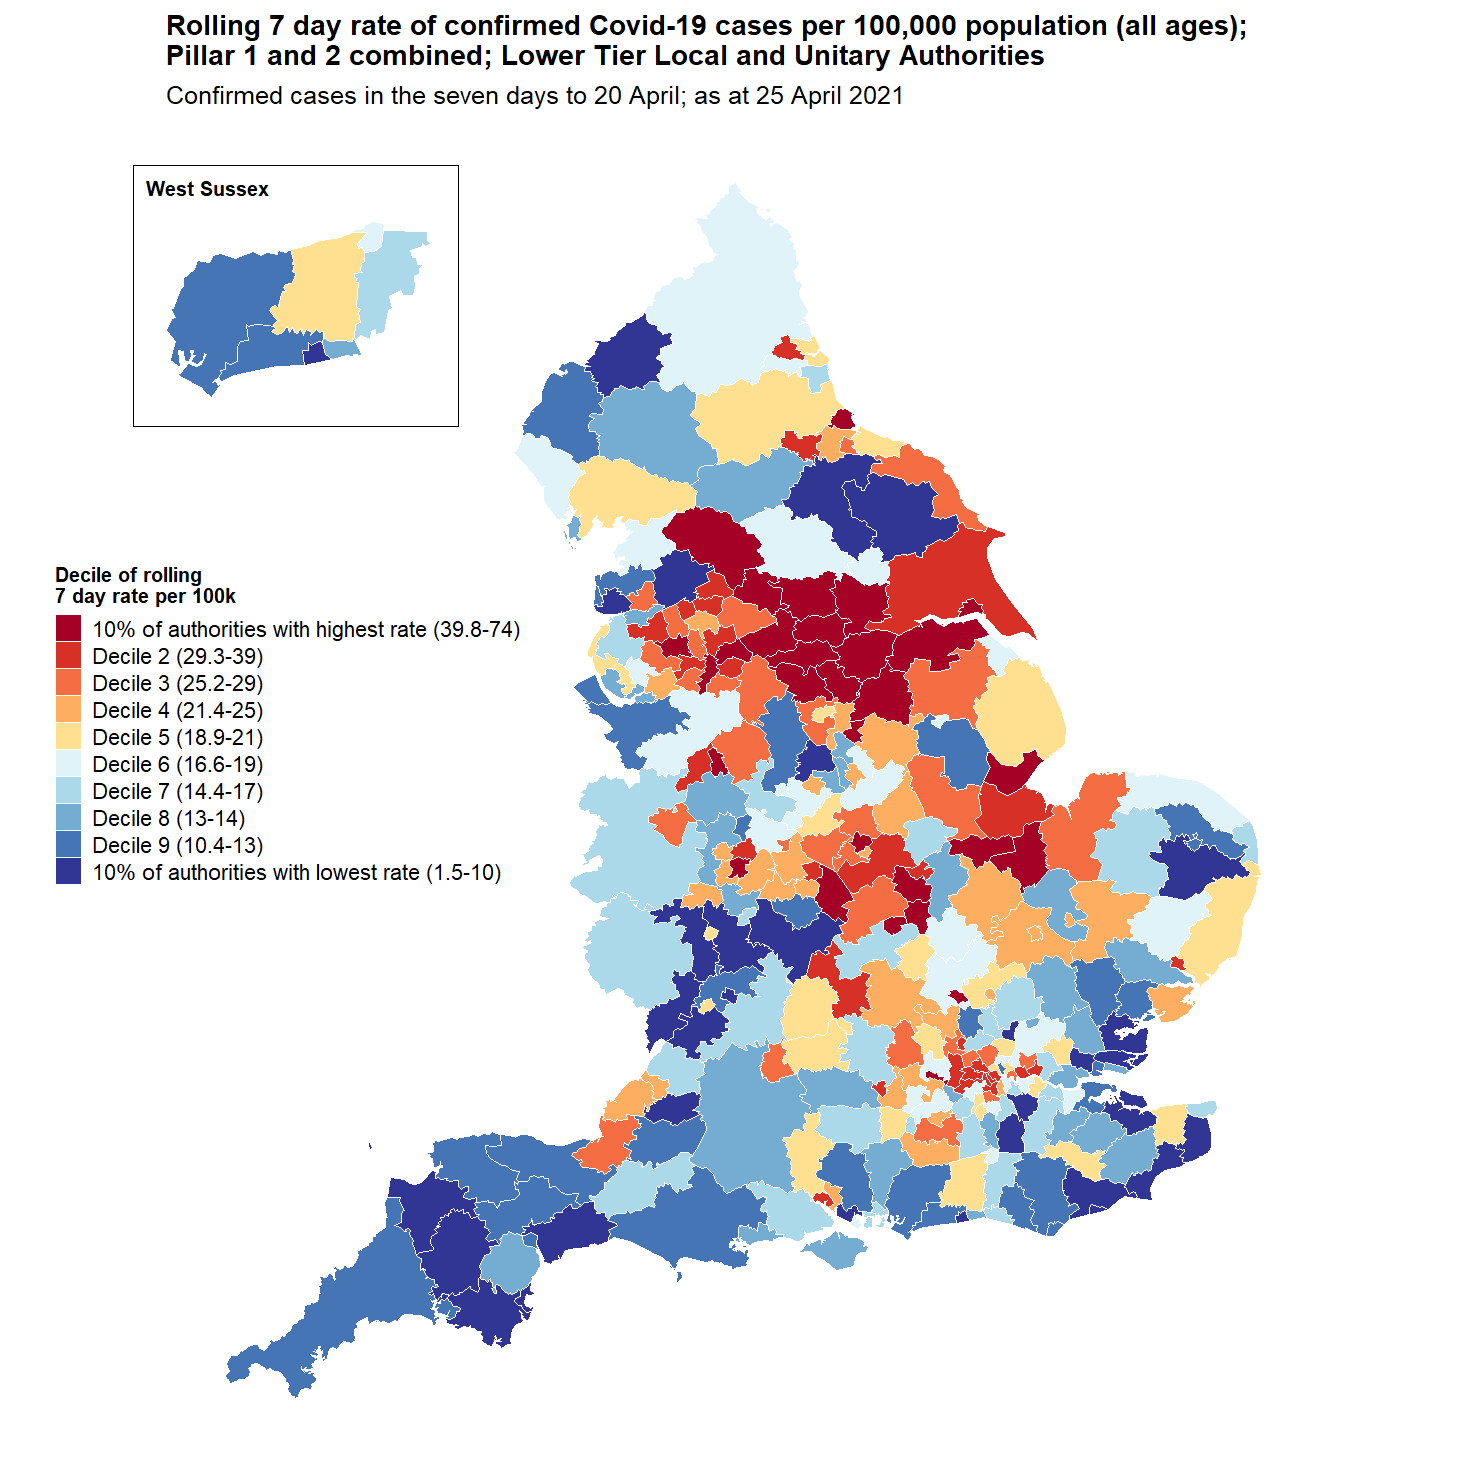 Rolling 7 day rate of confirmed Covid-19 cases per 100,000 population (all ages);
Pillar 1 and 2 combined; Lower Tier Local and Unitary Authorities
Confirmed cases in the seven days to 20 April; as at 25 April 2021
West Sussex
Decile of rolling
7 day rate per 100k
10% of authorities with highest rate (39.8-74)
Decile 2 (29.3-39)
Decile 3 (25.2-29)
Decile 4 (21.4-25)
Decile 5 (18.9-21)
Decile 6 (16.6-19)
Decile 7 (14.4-17)
Decile 8 (13-14)
Decile 9 (10.4-13)
10% of authorities with lowest rate (1.5-10)